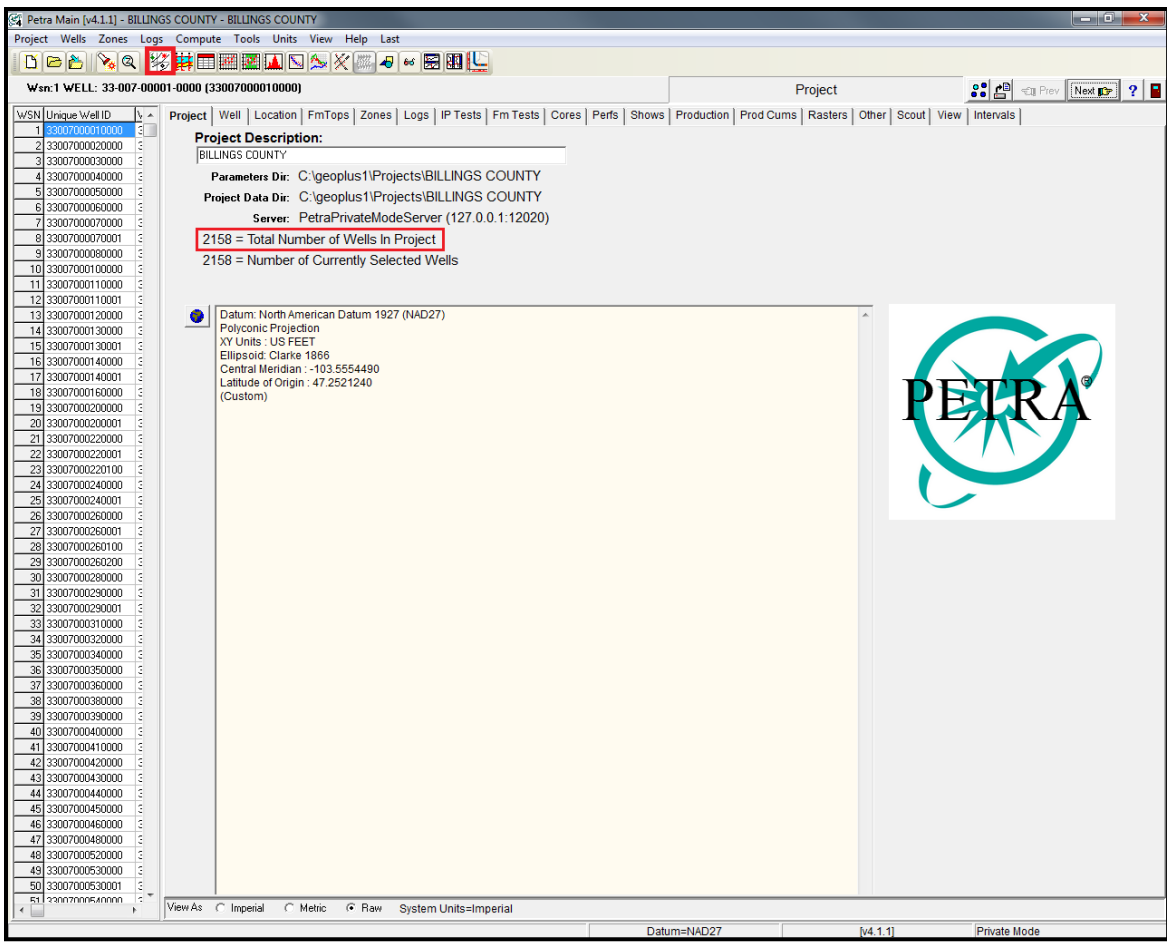 Petra Main [v4.1.1] - BILLINGS COUNTY - BILLINGS COUNTY
Project Wells Zones Logs Compute Tools Units View Help Last
Wsn:1 WELL: 33-007-00001-0000 (33007000010000)
Project
Prev
Next
?
WSN Unique Well ID
Project Well Location FmTops Zones Logs IP Tests Fm Tests Cores Perfs Shows Production Prod Cums Rasters Other Scout View Intervals
1 33007000010000
2 33007000020000
3 33007000030000
4 33007000040000
5 33007000050000
6 33007000060000
7 33007000070000
8 33007000070001
9 33007000080000
10 33007000100000
11 33007000110000
12 33007000110001
13 33007000120000
14 33007000130000
15 33007000130001
16 33007000140000
17 33007000140001
18 33007000160000
19 33007000200000
20 33007000200001
21 33007000220000
22 33007000220001
23 33007000220100
24 33007000240000
25 33007000240001
26 33007000260000
27 33007000260001
28 33007000260100
29 33007000260200
30 33007000280000
31 33007000290000
32 33007000290001
33 33007000310000
34 33007000320000
35 33007000340000
36 33007000350000
37 33007000360000
38 33007000380000
39 33007000390000
40 33007000400000
41 33007000410000
42 33007000420000
43 33007000430000
44 33007000440000
45 33007000450000
46 33007000460000
47 33007000480000
48 33007000520000
49 33007000530000
50 33007000530001
51 33007000540000
Project Description:
BILLINGS COUNTY
Parameters Dir: C:\geoplus1\Projects\BILLINGS COUNTY
Project Data Dir: C:\geoplus1\Projects\BILLINGS COUNTY
Server: PetraPrivateModeServer (127.0.0.1:12020)
2158 = Total Number of Wells In Project
2158 = Number of Currently Selected Wells
Datum: North American Datum 1927 (NAD27)
Polyconic Projection
XY Units : US FEET
Ellipsoid: Clarke 1866
Central Meridian : -103.5554490
Latitude of Origin : 47.2521240
(Custom)
PETRA®
View As Imperial Metric Raw System Units=Imperial
Datum=NAD27 [v4.1.1] Private Mode